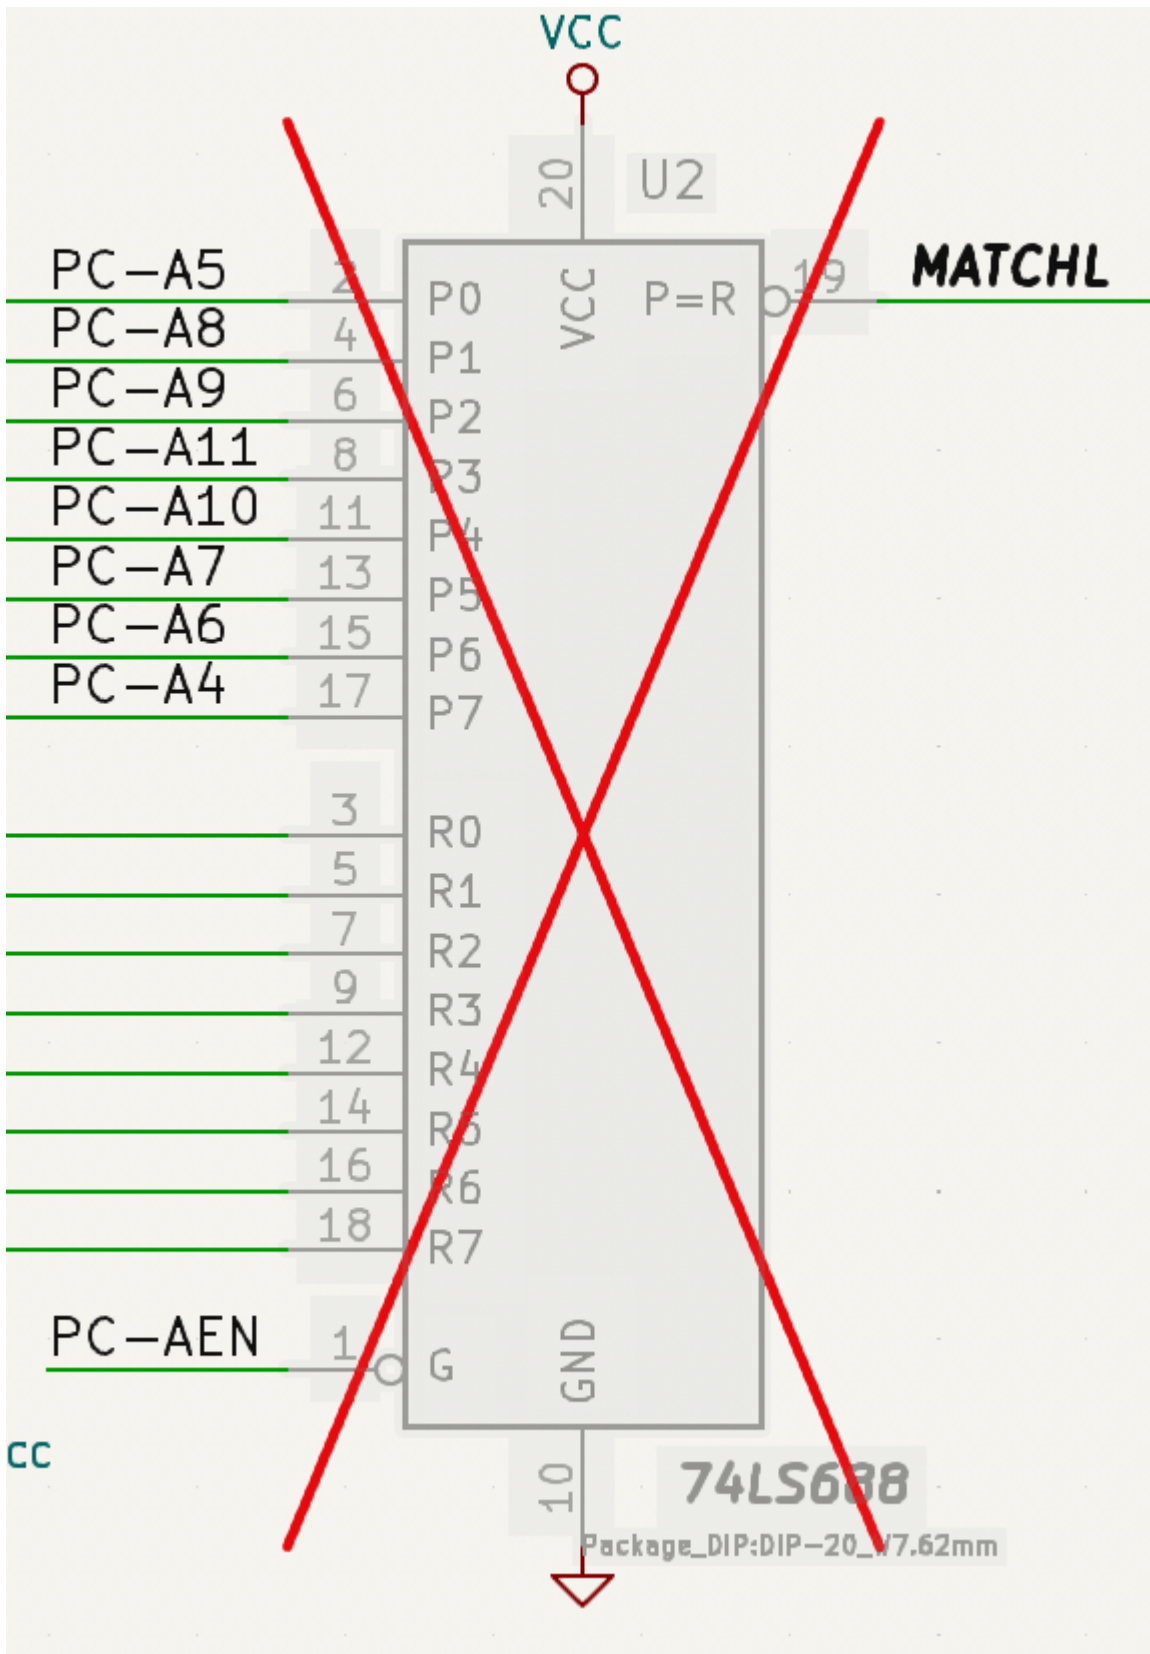 VCC
20
U2
PC-A5
2
P0
VCC
P=R
19
MATCHL
PC-A8
4
P1
PC-A9
6
P2
PC-A11
8
P3
PC-A10
11
P4
PC-A7
13
P5
PC-A6
15
P6
PC-A4
17
P7
3
R0
5
R1
7
R2
9
R3
12
R4
14
R5
16
R6
18
R7
PC-AEN
1
G
GND
CC
10
74LS688
Package_DIP:DIP-20_W7.62mm